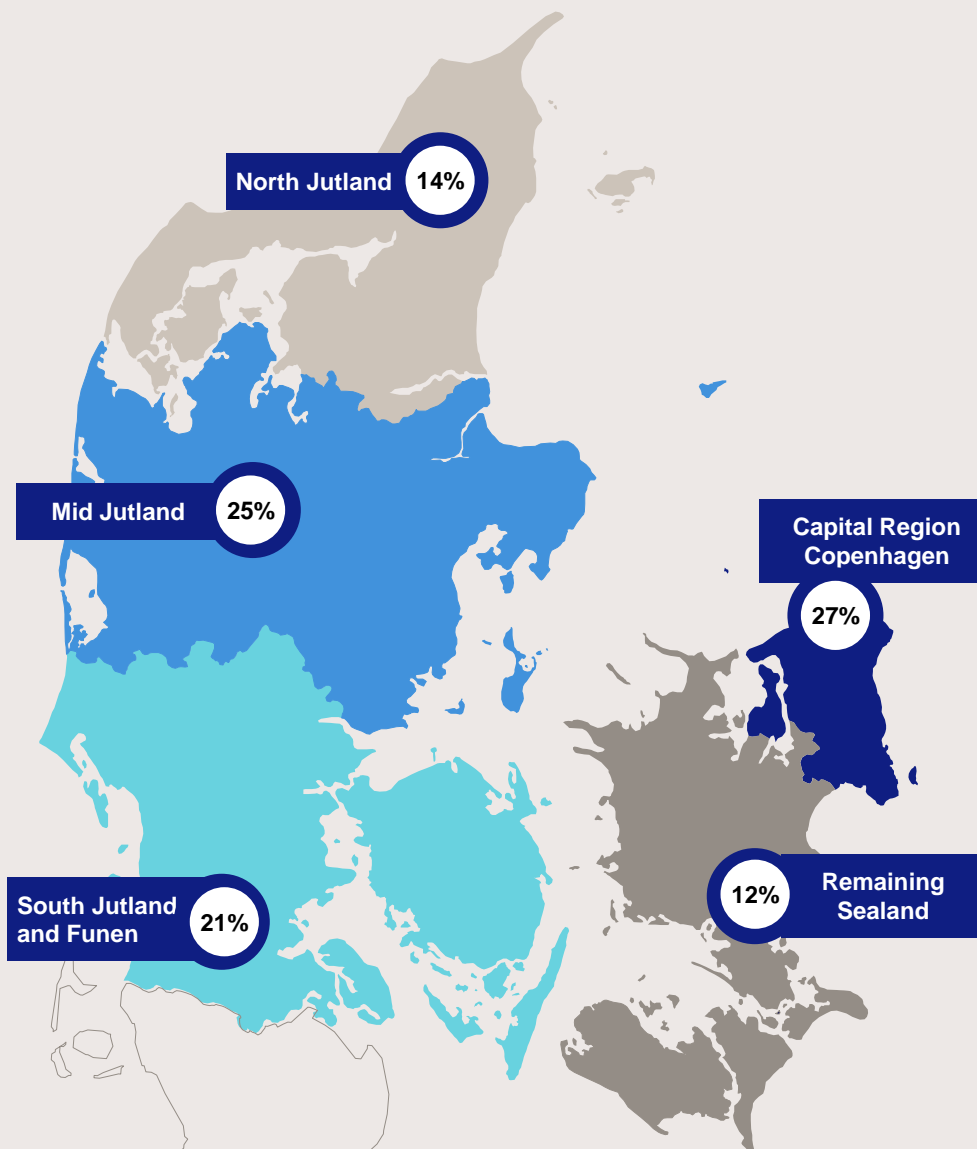 North Jutland
14%
Mid Jutland
25%
Capital Region
Copenhagen
27%
South Jutland
and Funen
21%
12%
Remaining
Sealand